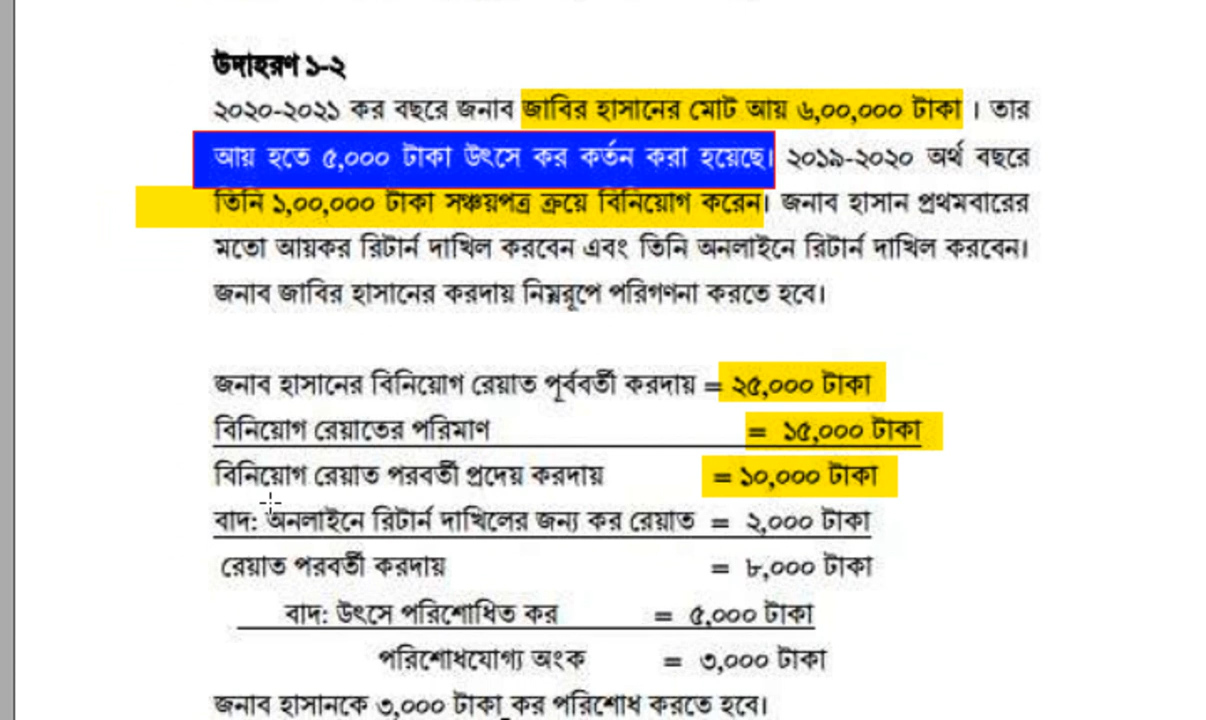 উদাহরণ ১-২
২০২০-২০২১ কর বছরে জনাব জাবির হাসানের মোট আয় ৬,০০,০০০ টাকা । তার
আয় হতে ৫,০০০ টাকা উৎসে কর কর্তন করা হয়েছে। ২০১৯-২০২০ অর্থ বছরে
তিনি ১,০০,০০০ টাকা সঞ্চয়পত্র ক্রয়ে বিনিয়োগ করেন। জনাব হাসান প্রথমবারের
মতো আয়কর রিটার্ন দাখিল করবেন এবং তিনি অনলাইনে রিটার্ন দাখিল করবেন।
জনাব জাবির হাসানের করদায় নিম্নরূপে পরিগণনা করতে হবে।
জনাব হাসানের বিনিয়োগ রেয়াত পূর্ববর্তী করদায় = ২৫,০০০ টাকা
বিনিয়োগ রেয়াতের পরিমাণ = ১৫,০০০ টাকা
বিনিয়োগ রেয়াত পরবর্তী প্রদেয় করদায় = ১০,০০০ টাকা
বাদ: অনলাইনে রিটার্ন দাখিলের জন্য কর রেয়াত = ২,০০০ টাকা
রেয়াত পরবর্তী করদায় = ৮,০০০ টাকা
বাদ: উৎসে পরিশোধিত কর = ৫,০০০ টাকা
পরিশোধযোগ্য অংক = ৩,০০০ টাকা
জনাব হাসানকে ৩,০০০ টাকা কর পরিশোধ করতে হবে।